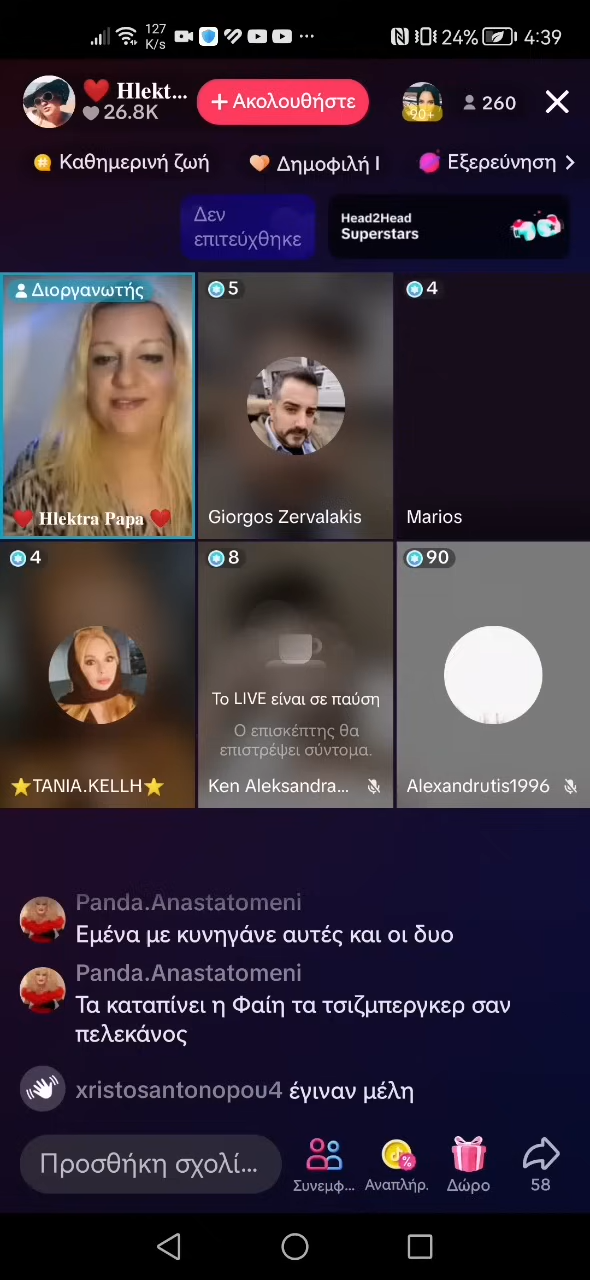 127
K/s
24%
4:39
❤️ Hlekt...
26.8K
+ Ακολουθήστε
90+
260
Καθημερινή ζωή
Δημοφιλή l
Εξερεύνηση
Δεν
επιτεύχθηκε
Head2Head
Superstars
Διοργανωτής
5
4
❤️ Hlektra Papa ❤️
Giorgos Zervalakis
Marios
4
8
90
Το LIVE είναι σε παύση
Ο επισκέπτης θα
επιστρέψει σύντομα.
⭐TANIA.KELLH⭐
Ken Aleksandra...
Alexandrutis1996
Panda.Anastatomeni
Εμένα με κυνηγάνε αυτές και οι δυο
Panda.Anastatomeni
Τα καταπίνει η Φαίη τα τσιζμπεργκερ σαν
πελεκάνος
xristosantonopou4 έγιναν μέλη
Προσθήκη σχολί...
Συνεμφ...
Αναπλήρ.
Δώρο
58